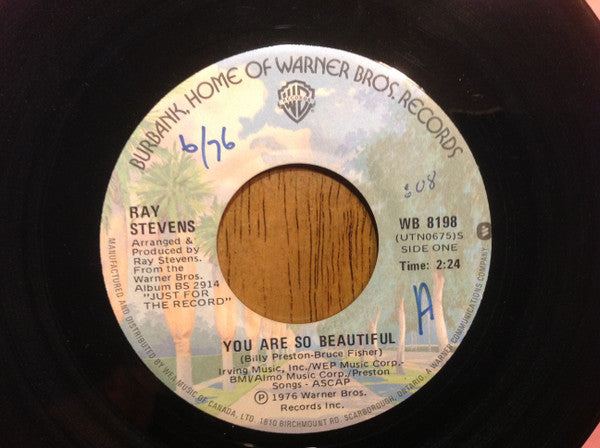 BURBANK, HOME OF WARNER BROS. RECORDS
6/76
608
RAY
STEVENS
Arranged &
Produced by
Ray Stevens.
From the
Warner Bros.
Album BS 2914
"JUST FOR
THE RECORD"
WB 8198
(UTN0675)S
SIDE ONE
Time: 2:24
A
YOU ARE SO BEAUTIFUL
(Billy Preston-Bruce Fisher)
Irving Music, Inc./WEP Music Corp.-
BMI/Almo Music Corp./Preston
Songs - ASCAP
℗ 1976 Warner Bros.
Records Inc.
MANUFACTURED AND DISTRIBUTED BY WEA MUSIC OF CANADA, LTD. 1810 BIRCHMOUNT RD. SCARBOROUGH, ONTARIO. A WARNER COMMUNICATIONS COMPANY.